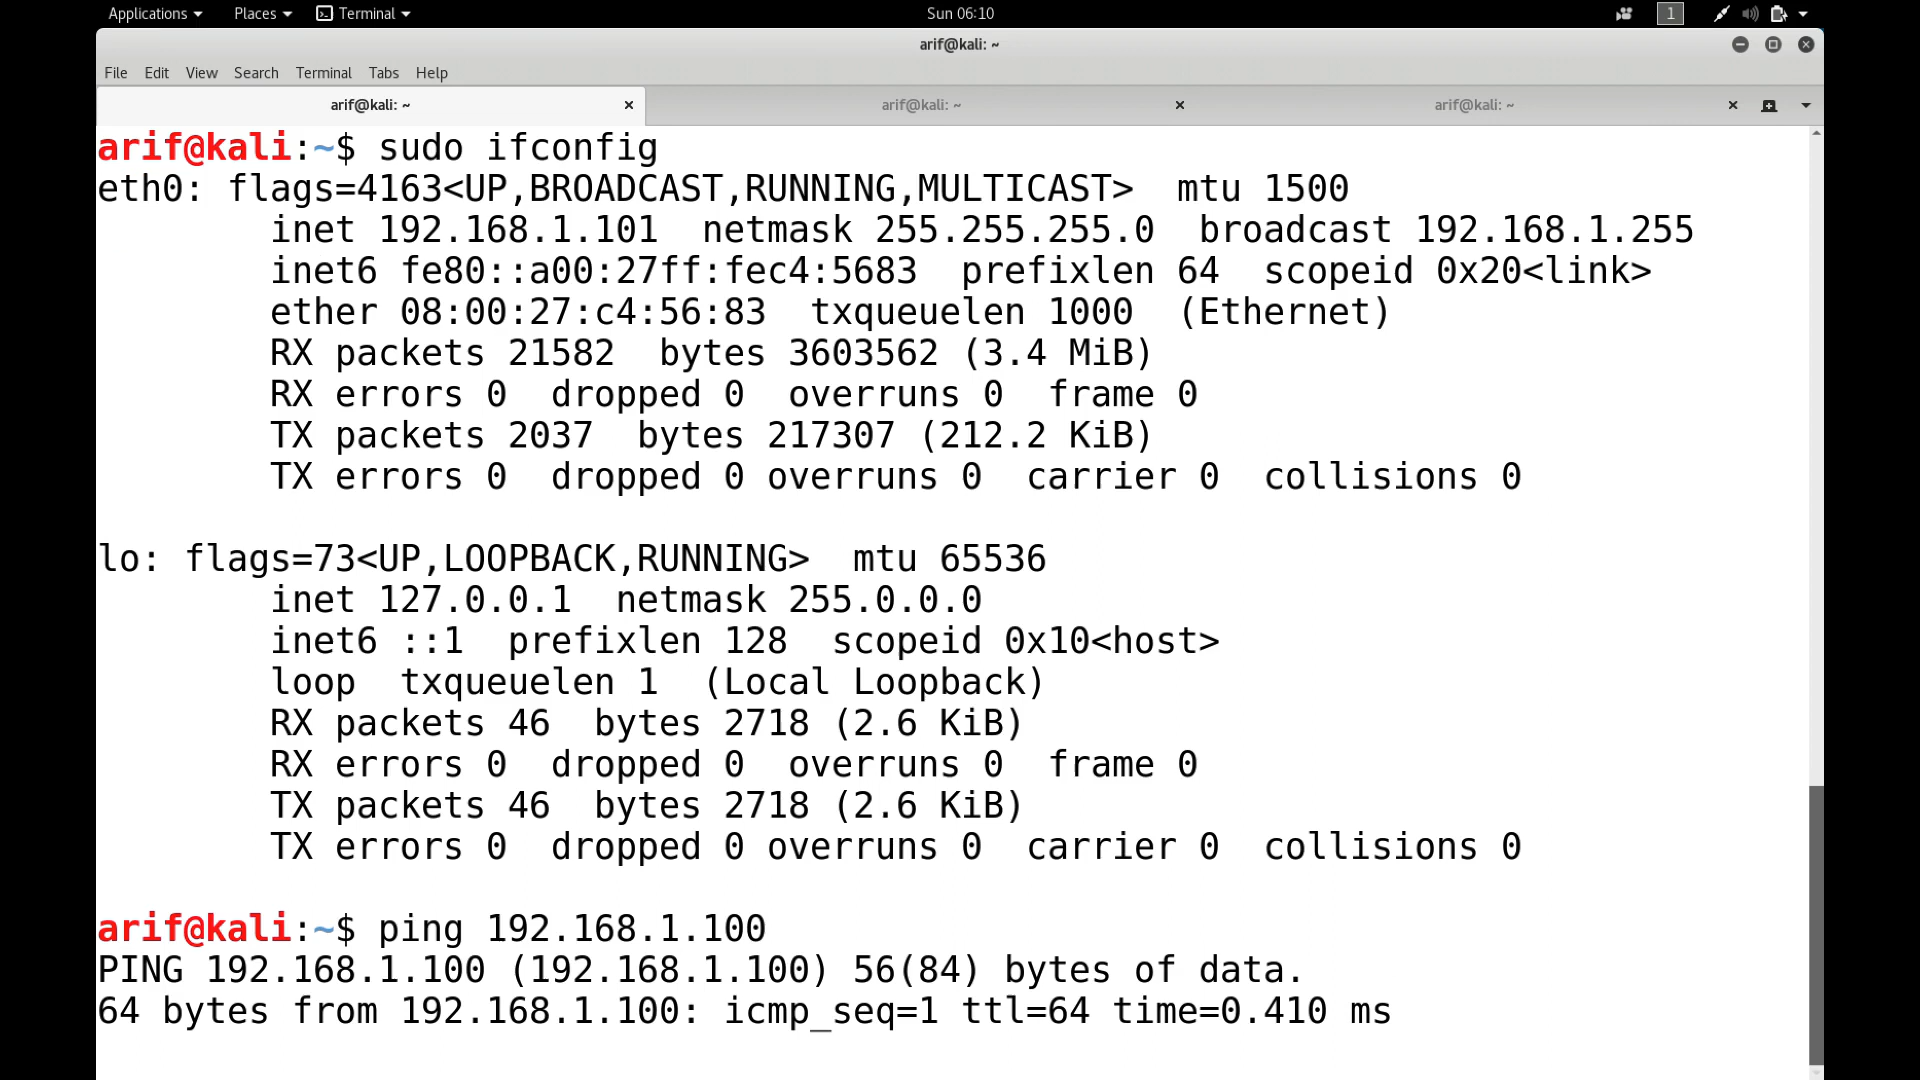 Applications Places Terminal Sun 06:10 1
arif@kali: ~
File Edit View Search Terminal Tabs Help
arif@kali: ~ arif@kali: ~ arif@kali: ~
arif@kali:~$ sudo ifconfig
eth0: flags=4163<UP,BROADCAST,RUNNING,MULTICAST>  mtu 1500
        inet 192.168.1.101  netmask 255.255.255.0  broadcast 192.168.1.255
        inet6 fe80::a00:27ff:fec4:5683  prefixlen 64  scopeid 0x20<link>
        ether 08:00:27:c4:56:83  txqueuelen 1000  (Ethernet)
        RX packets 21582  bytes 3603562 (3.4 MiB)
        RX errors 0  dropped 0  overruns 0  frame 0
        TX packets 2037  bytes 217307 (212.2 KiB)
        TX errors 0  dropped 0 overruns 0  carrier 0  collisions 0
lo: flags=73<UP,LOOPBACK,RUNNING>  mtu 65536
        inet 127.0.0.1  netmask 255.0.0.0
        inet6 ::1  prefixlen 128  scopeid 0x10<host>
        loop  txqueuelen 1  (Local Loopback)
        RX packets 46  bytes 2718 (2.6 KiB)
        RX errors 0  dropped 0  overruns 0  frame 0
        TX packets 46  bytes 2718 (2.6 KiB)
        TX errors 0  dropped 0 overruns 0  carrier 0  collisions 0
arif@kali:~$ ping 192.168.1.100
PING 192.168.1.100 (192.168.1.100) 56(84) bytes of data.
64 bytes from 192.168.1.100: icmp_seq=1 ttl=64 time=0.410 ms